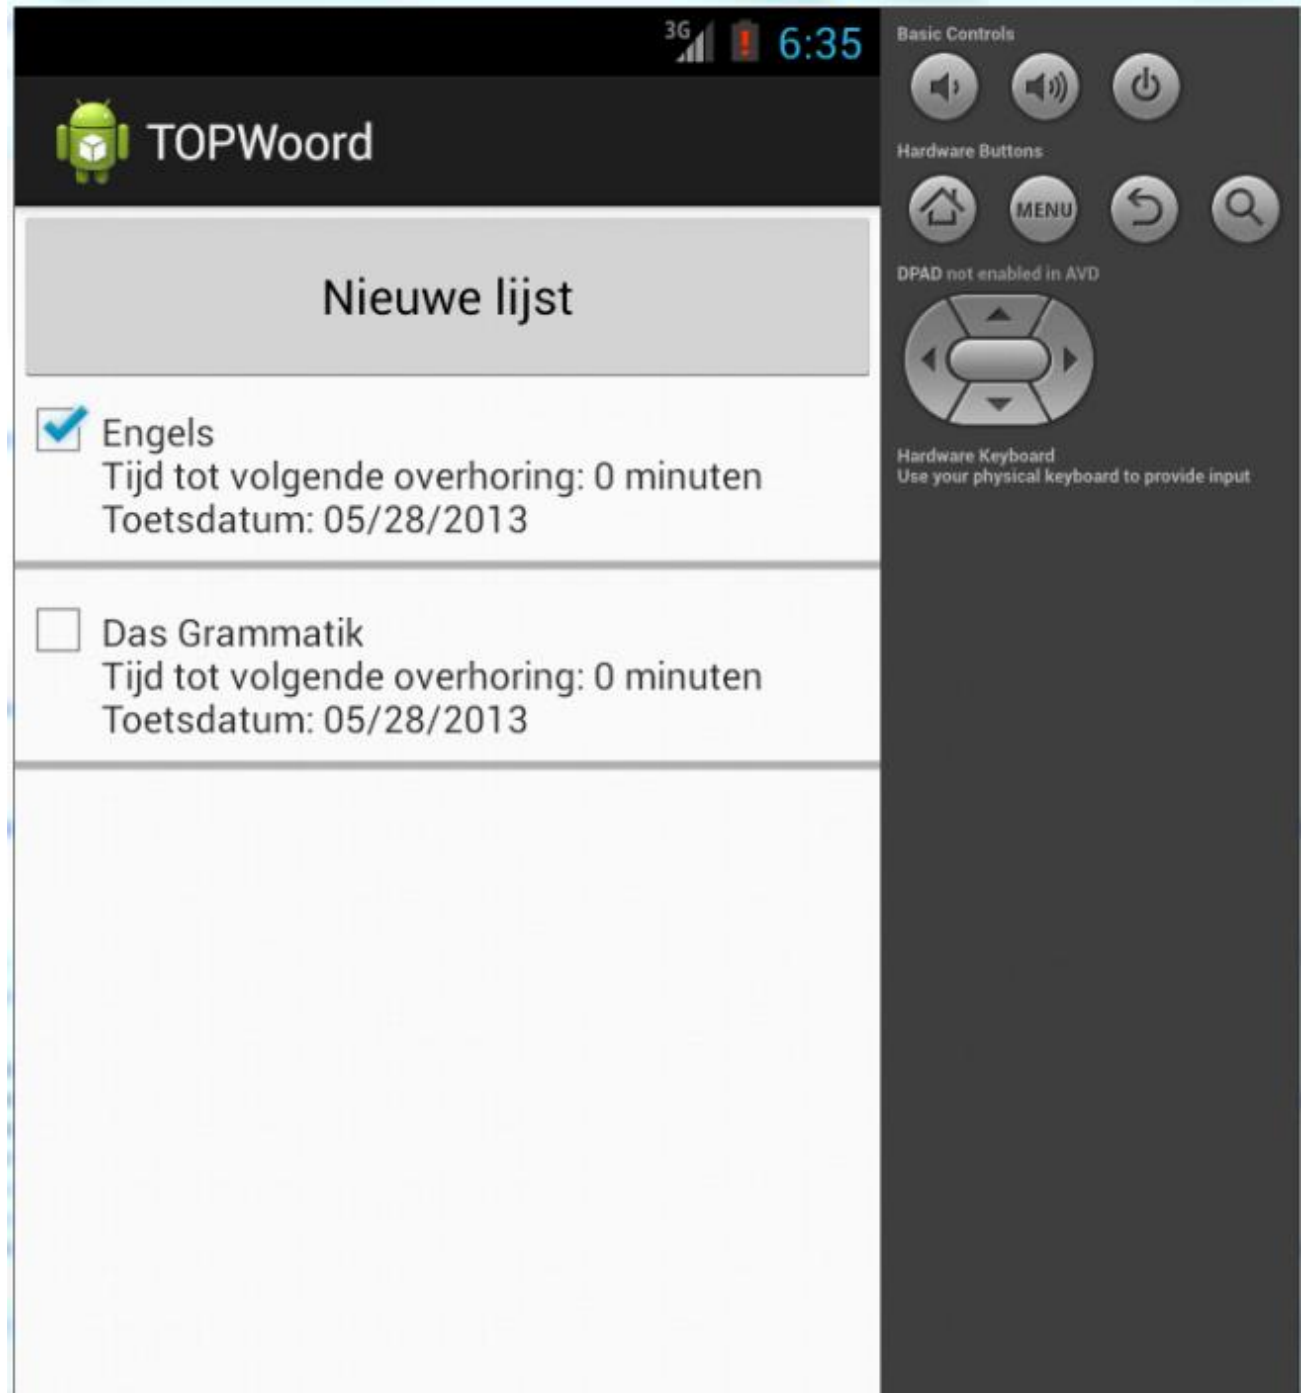 3G 6:35
TOPWoord
Nieuwe lijst
Engels
Tijd tot volgende overhoring: 0 minuten
Toetsdatum: 05/28/2013
Das Grammatik
Tijd tot volgende overhoring: 0 minuten
Toetsdatum: 05/28/2013
Basic Controls
Hardware Buttons
MENU
DPAD not enabled in AVD
Hardware Keyboard
Use your physical keyboard to provide input